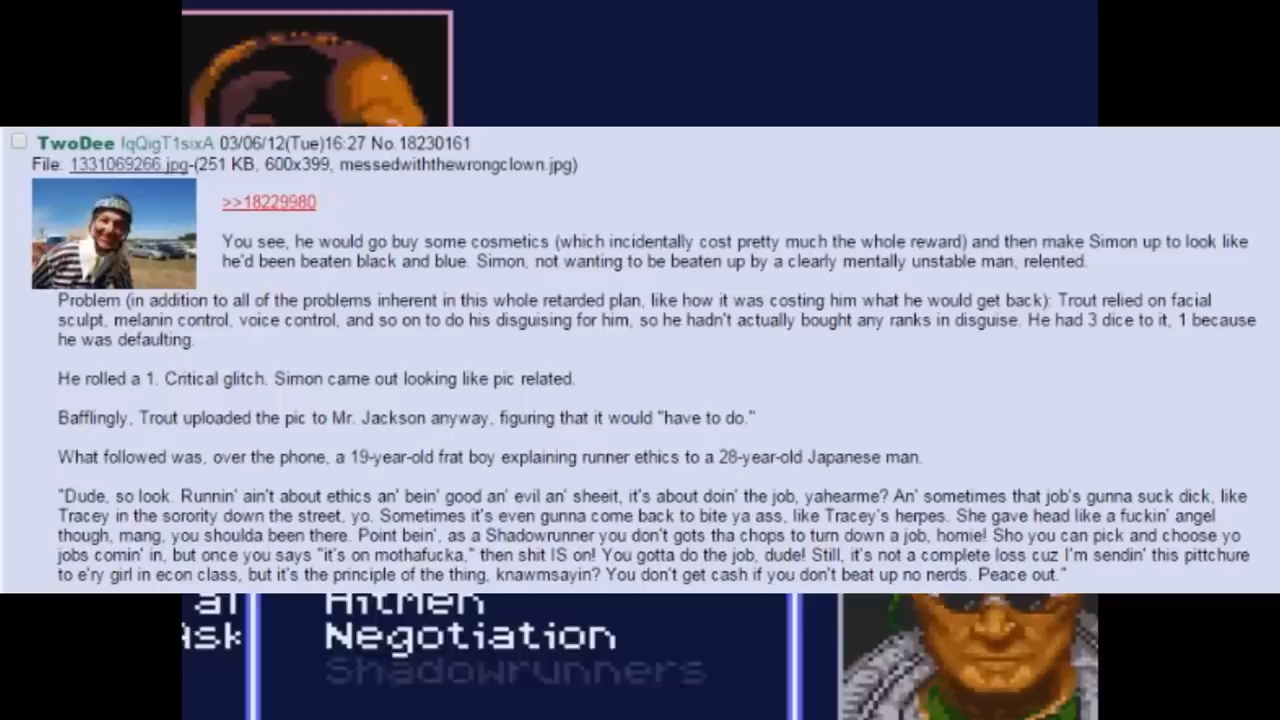 TwoDee !qQigT1sixA 03/06/12(Tue)16:27 No.18230161
File: 1331069266.jpg-(251 KB, 600x399, messedwiththewrongclown.jpg)
>>18229980
You see, he would go buy some cosmetics (which incidentally cost pretty much the whole reward) and then make Simon up to look like
he'd been beaten black and blue. Simon, not wanting to be beaten up by a clearly mentally unstable man, relented.
Problem (in addition to all of the problems inherent in this whole retarded plan, like how it was costing him what he would get back): Trout relied on facial
sculpt, melanin control, voice control, and so on to do his disguising for him, so he hadn't actually bought any ranks in disguise. He had 3 dice to it, 1 because
he was defaulting.
He rolled a 1. Critical glitch. Simon came out looking like pic related.
Bafflingly, Trout uploaded the pic to Mr. Jackson anyway, figuring that it would "have to do."
What followed was, over the phone, a 19-year-old frat boy explaining runner ethics to a 28-year-old Japanese man.
"Dude, so look. Runnin' ain't about ethics an' bein' good an' evil an' sheeit, it's about doin' the job, yahearme? An' sometimes that job's gunna suck dick, like
Tracey in the sorority down the street, yo. Sometimes it's even gunna come back to bite ya ass, like Tracey's herpes. She gave head like a fuckin' angel
though, mang, you shoulda been there. Point bein', as a Shadowrunner you don't gots tha chops to turn down a job, homie! Sho you can pick and choose yo
jobs comin' in, but once you says "it's on mothafucka," then shit IS on! You gotta do the job, dude! Still, it's not a complete loss cuz I'm sendin' this pittchure
to e'ry girl in econ class, but it's the principle of the thing, knawmsayin? You don't get cash if you don't beat up no nerds. Peace out."
Hitmen
Ask Negotiation
Shadowrunners